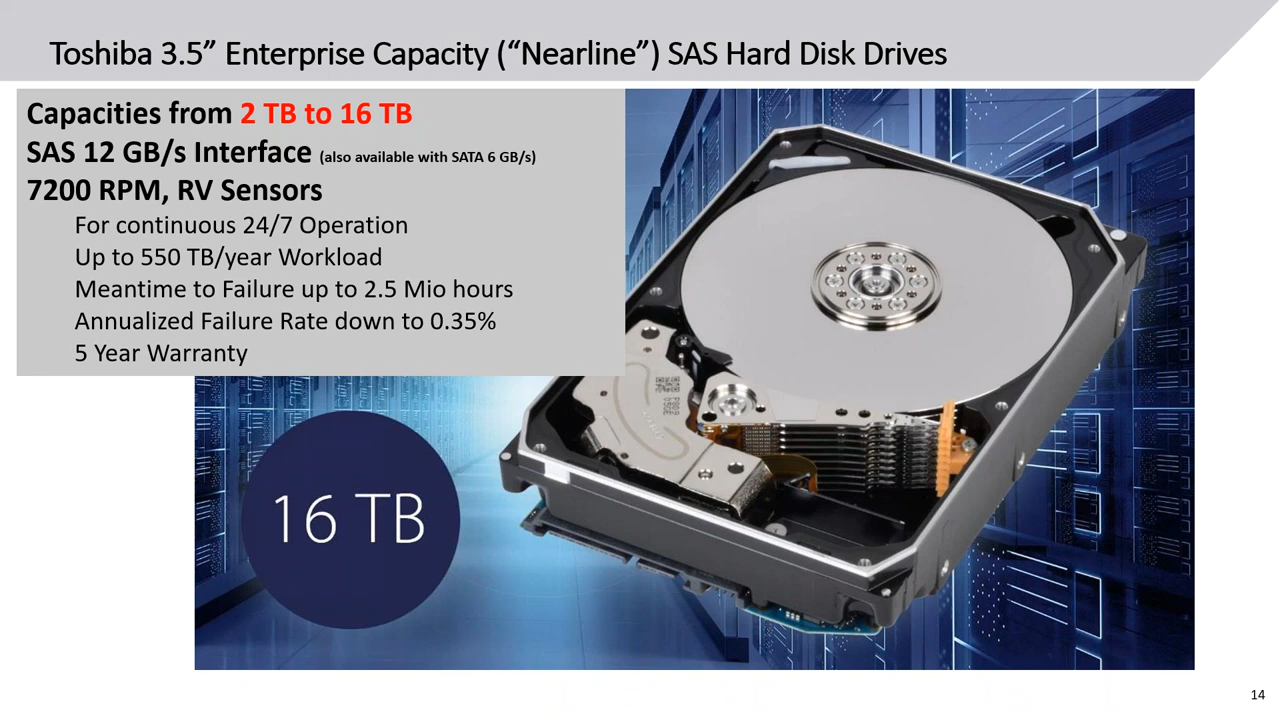 Toshiba 3.5” Enterprise Capacity (“Nearline”) SAS Hard Disk Drives
Capacities from 2 TB to 16 TB
SAS 12 GB/s Interface (also available with SATA 6 GB/s)
7200 RPM, RV Sensors
For continuous 24/7 Operation
Up to 550 TB/year Workload
Meantime to Failure up to 2.5 Mio hours
Annualized Failure Rate down to 0.35%
5 Year Warranty
16 TB
14